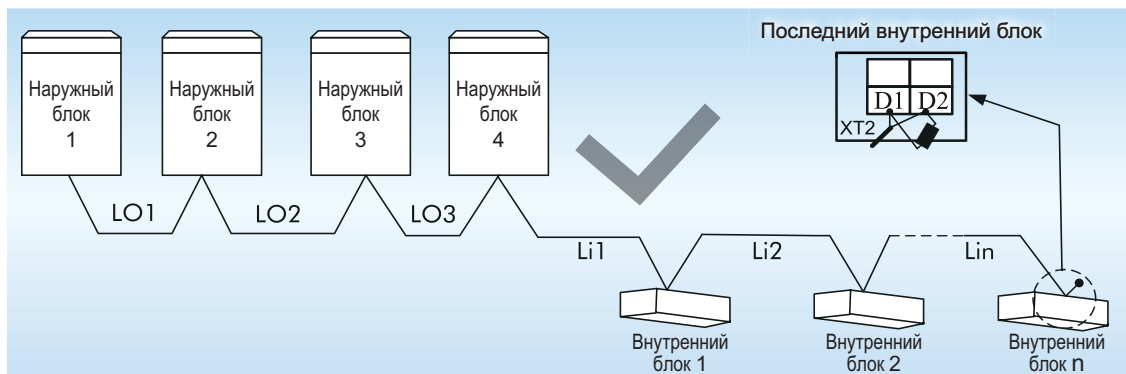 Последний внутренний блок
Наружный
блок
1
Наружный
блок
2
Наружный
блок
3
Наружный
блок
4
D1 D2
XT2
LO1
LO2
LO3
Li1
Li2
Lin
Внутренний
блок 1
Внутренний
блок 2
Внутренний
блок n